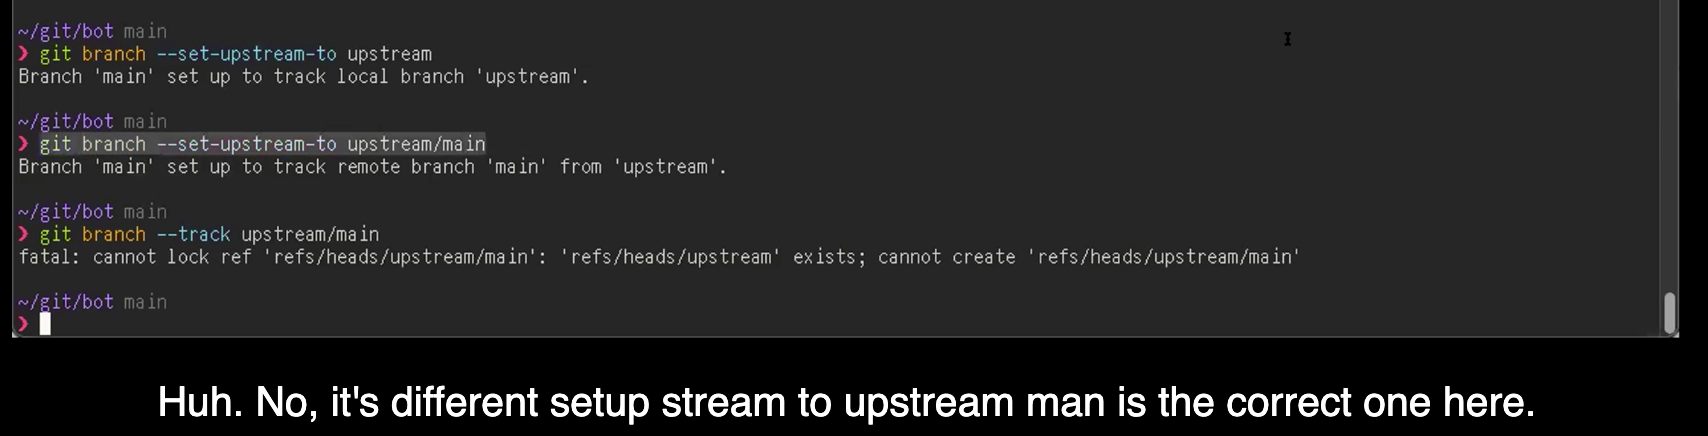 ~/git/bot main
❯ git branch --set-upstream-to upstream
Branch 'main' set up to track local branch 'upstream'.
~/git/bot main
❯ git branch --set-upstream-to upstream/main
Branch 'main' set up to track remote branch 'main' from 'upstream'.
~/git/bot main
❯ git branch --track upstream/main
fatal: cannot lock ref 'refs/heads/upstream/main': 'refs/heads/upstream' exists; cannot create 'refs/heads/upstream/main'
~/git/bot main
❯
Huh. No, it's different setup stream to upstream man is the correct one here.